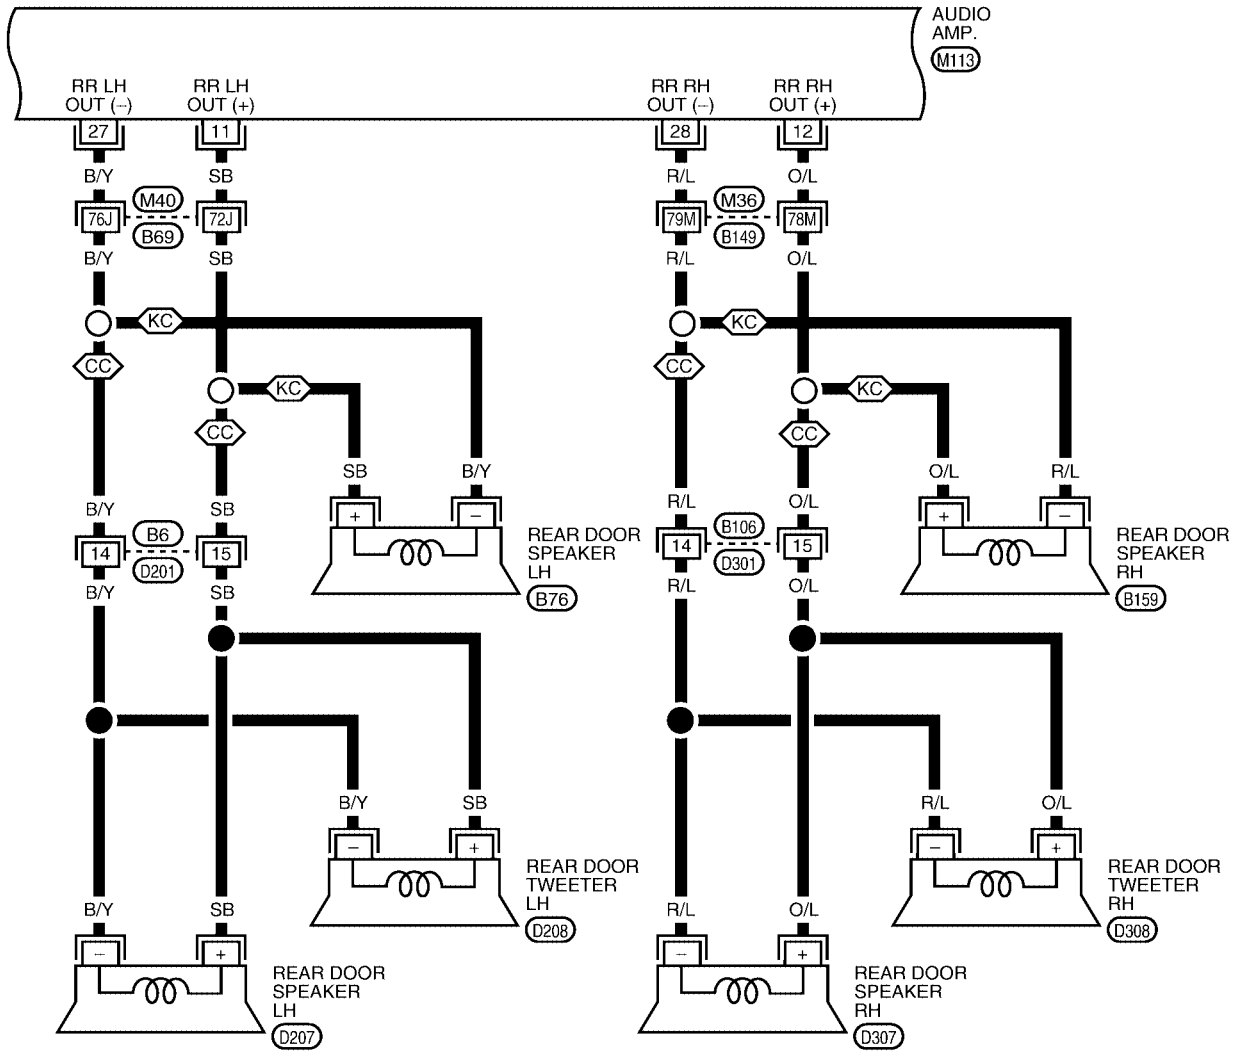 AUDIO
AMP.
M113
RR LH
OUT (–)
RR LH
OUT (+)
RR RH
OUT (–)
RR RH
OUT (+)
27
11
28
12
B/Y
SB
R/L
O/L
M40
M36
76J
72J
79M
78M
B69
B149
B/Y
SB
R/L
O/L
KC
KC
CC
CC
KC
KC
CC
CC
SB
B/Y
O/L
R/L
B/Y
SB
R/L
O/L
+
–
+
–
B6
B106
14
15
14
15
D201
D301
REAR DOOR
SPEAKER
LH
B76
REAR DOOR
SPEAKER
RH
B159
B/Y
SB
R/L
O/L
B/Y
SB
R/L
O/L
–
+
–
+
REAR DOOR
TWEETER
LH
D208
REAR DOOR
TWEETER
RH
D308
B/Y
SB
R/L
O/L
–
+
–
+
REAR DOOR
SPEAKER
LH
D207
REAR DOOR
SPEAKER
RH
D307